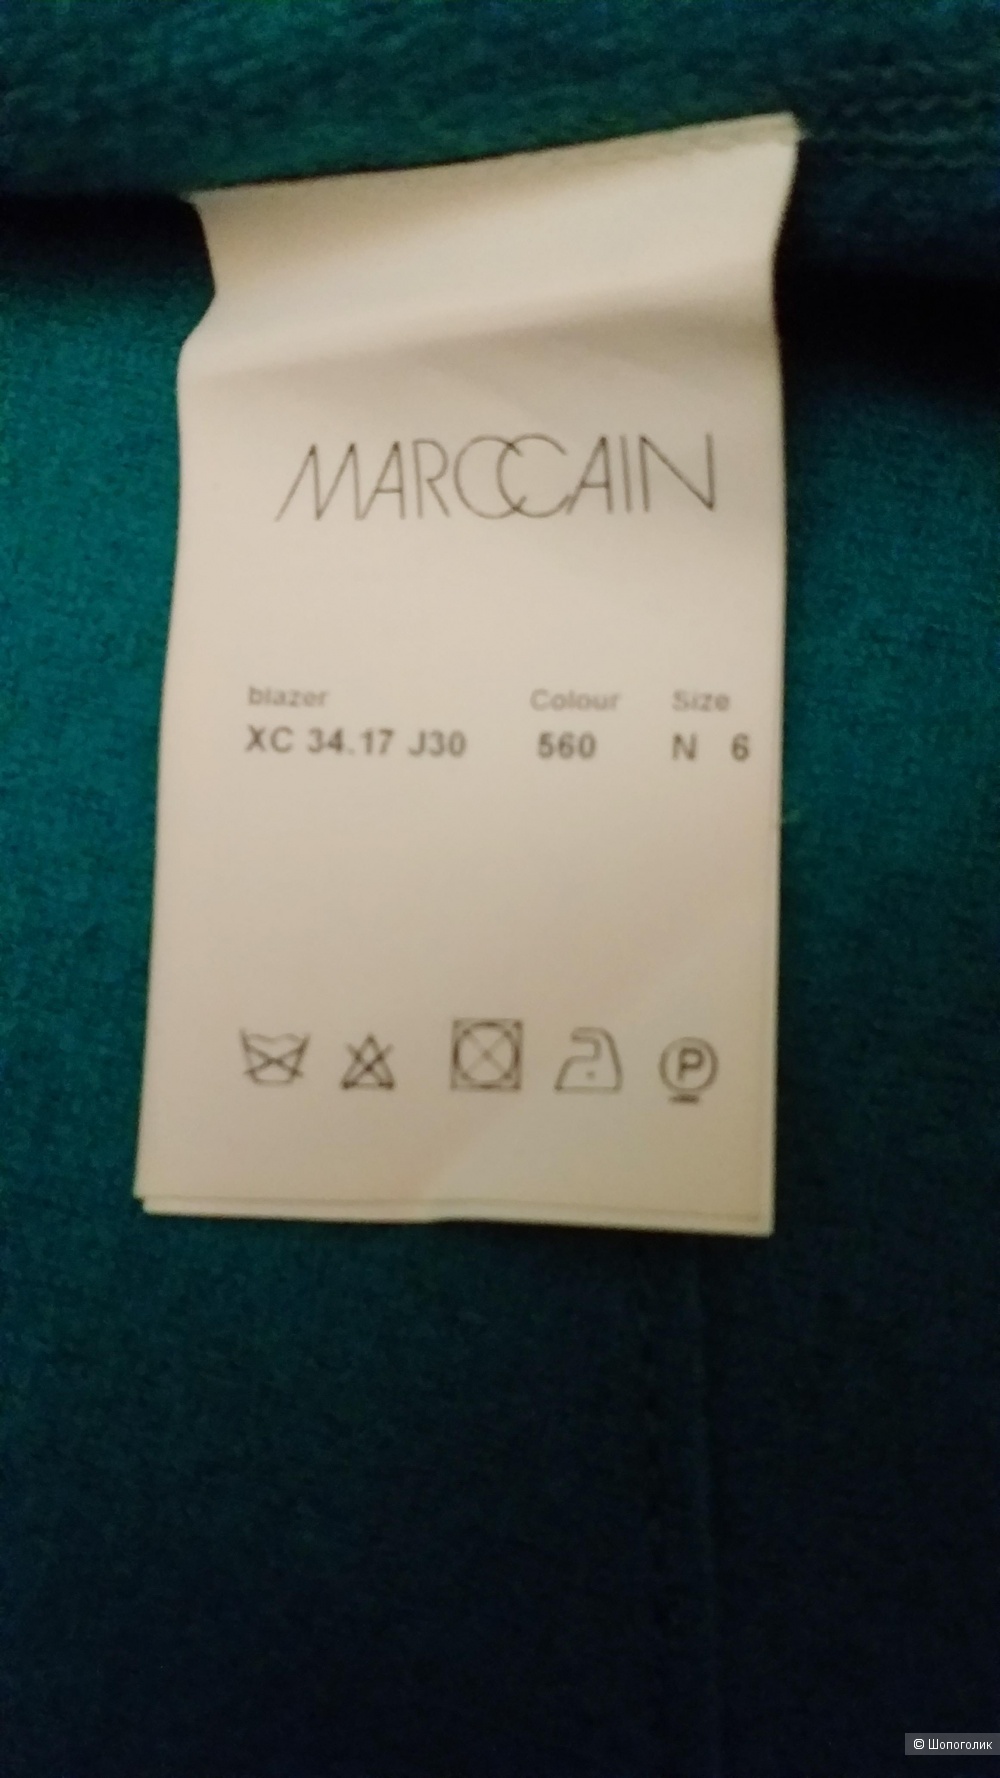 MARCCAIN
blazer Colour Size
XC 34.17 J30 560 N 6
P
© Шопоголик